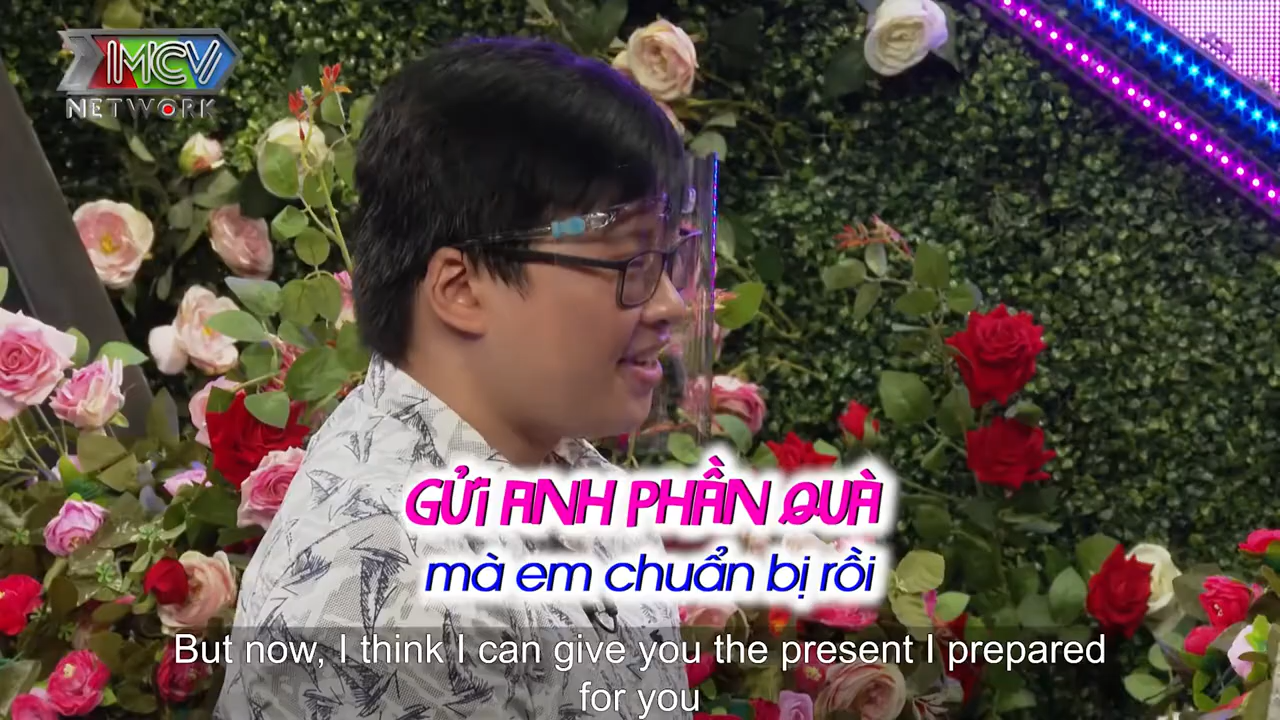 MCV
NETWORK
GỬI ANH PHẦN QUÀ
mà em chuẩn bị rồi
But now, I think I can give you the present I prepared
for you